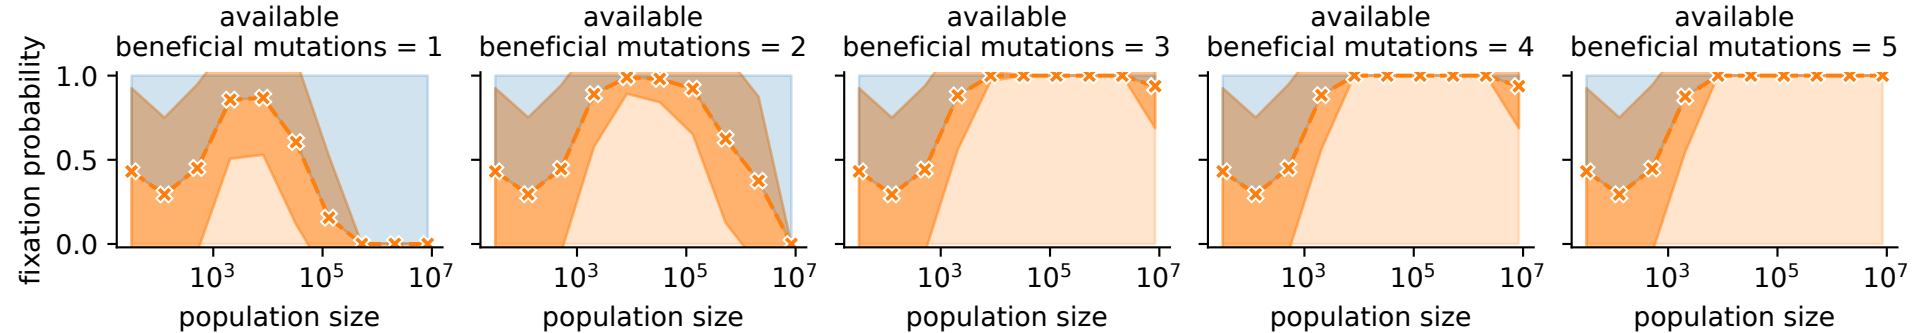 available
beneficial mutations = 1
available
beneficial mutations = 2
available
beneficial mutations = 3
available
beneficial mutations = 4
available
beneficial mutations = 5
fixation probability
1.0
0.5
0.0
10³ 10⁵ 10⁷
10³ 10⁵ 10⁷
10³ 10⁵ 10⁷
10³ 10⁵ 10⁷
10³ 10⁵ 10⁷
population size
population size
population size
population size
population size